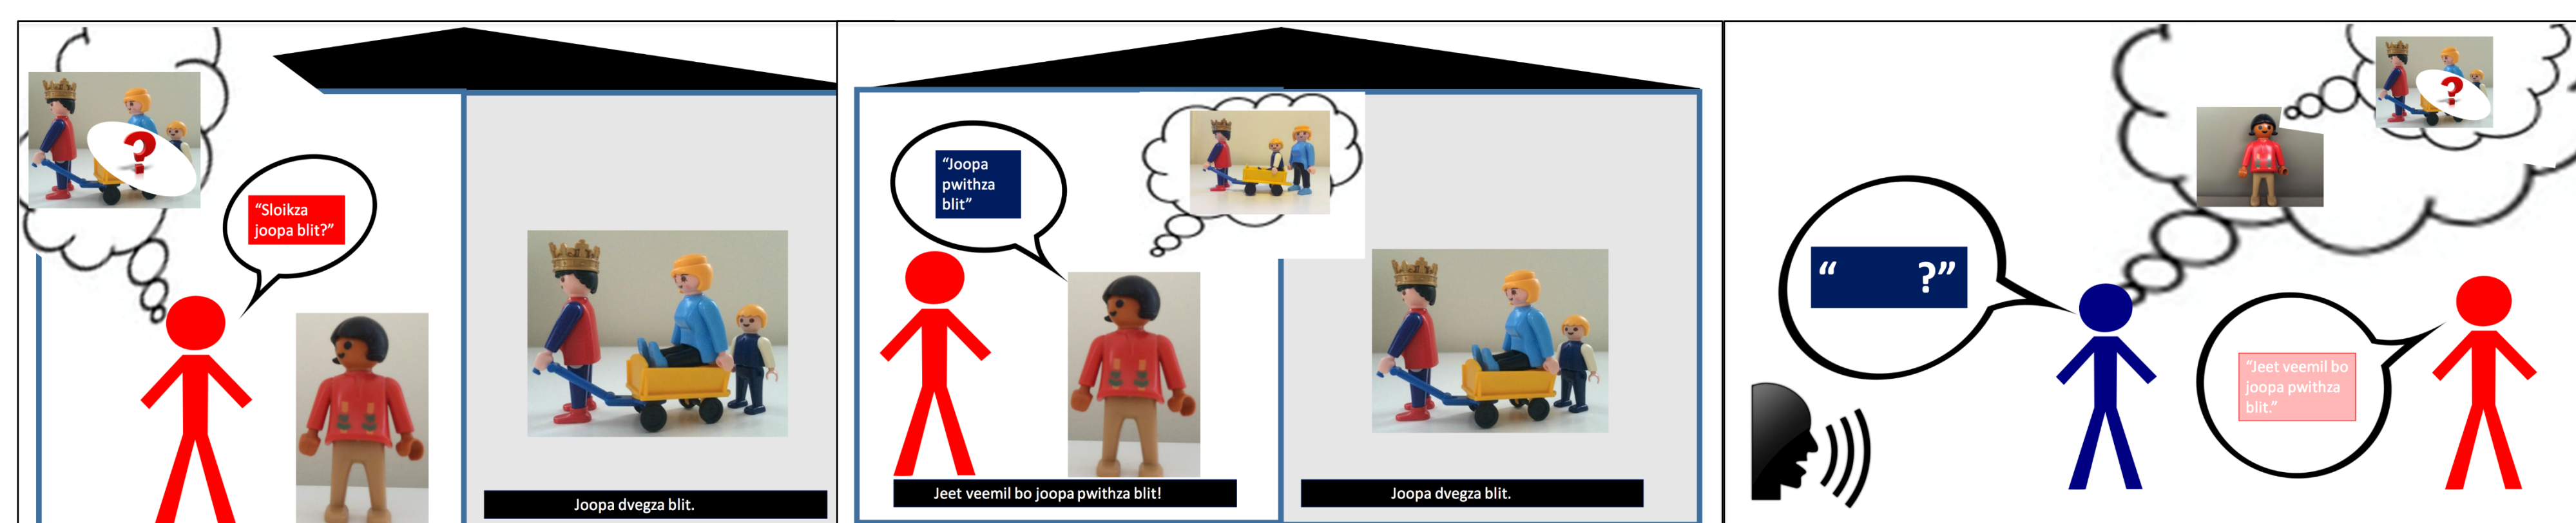 “Sloikza
joopa blit?”
Joopa dvegza blit.
“Joopa
pwithza
blit”
Jeet veemil bo joopa pwithza blit!
Joopa dvegza blit.
“ ?”
“Jeet veemil bo
joopa pwithza
blit.”